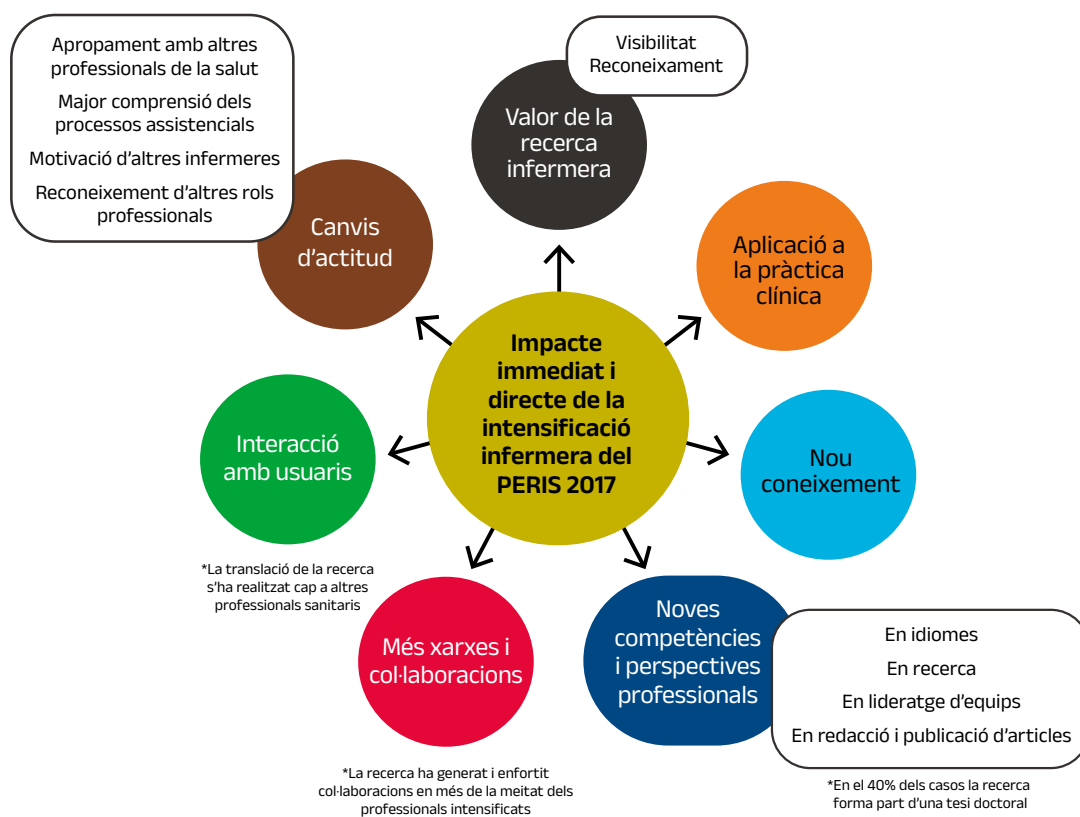 Apropament amb altres
professionals de la salut
Major comprensió dels
processos assistencials
Motivació d'altres infermeres
Reconeixement d'altres rols
professionals
Canvis
d'actitud
Visibilitat
Reconeixament
Valor de la
recerca
infermera
Aplicació a
la pràctica
clínica
Impacte
immediat i
directe de la
intensificació
infermera del
PERIS 2017
Interacció
amb usuaris
*La translació de la recerca
s'ha realitzat cap a altres
professionals sanitaris
Nou
coneixement
Més xarxes i
col·laboracions
*La recerca ha generat i enfortit
col·laboracions en més de la meitat dels
professionals intensificats
Noves
competències
i perspectives
professionals
En idiomes
En recerca
En lideratge d'equips
En redacció i publicació d'articles
*En el 40% dels casos la recerca
forma part d'una tesi doctoral